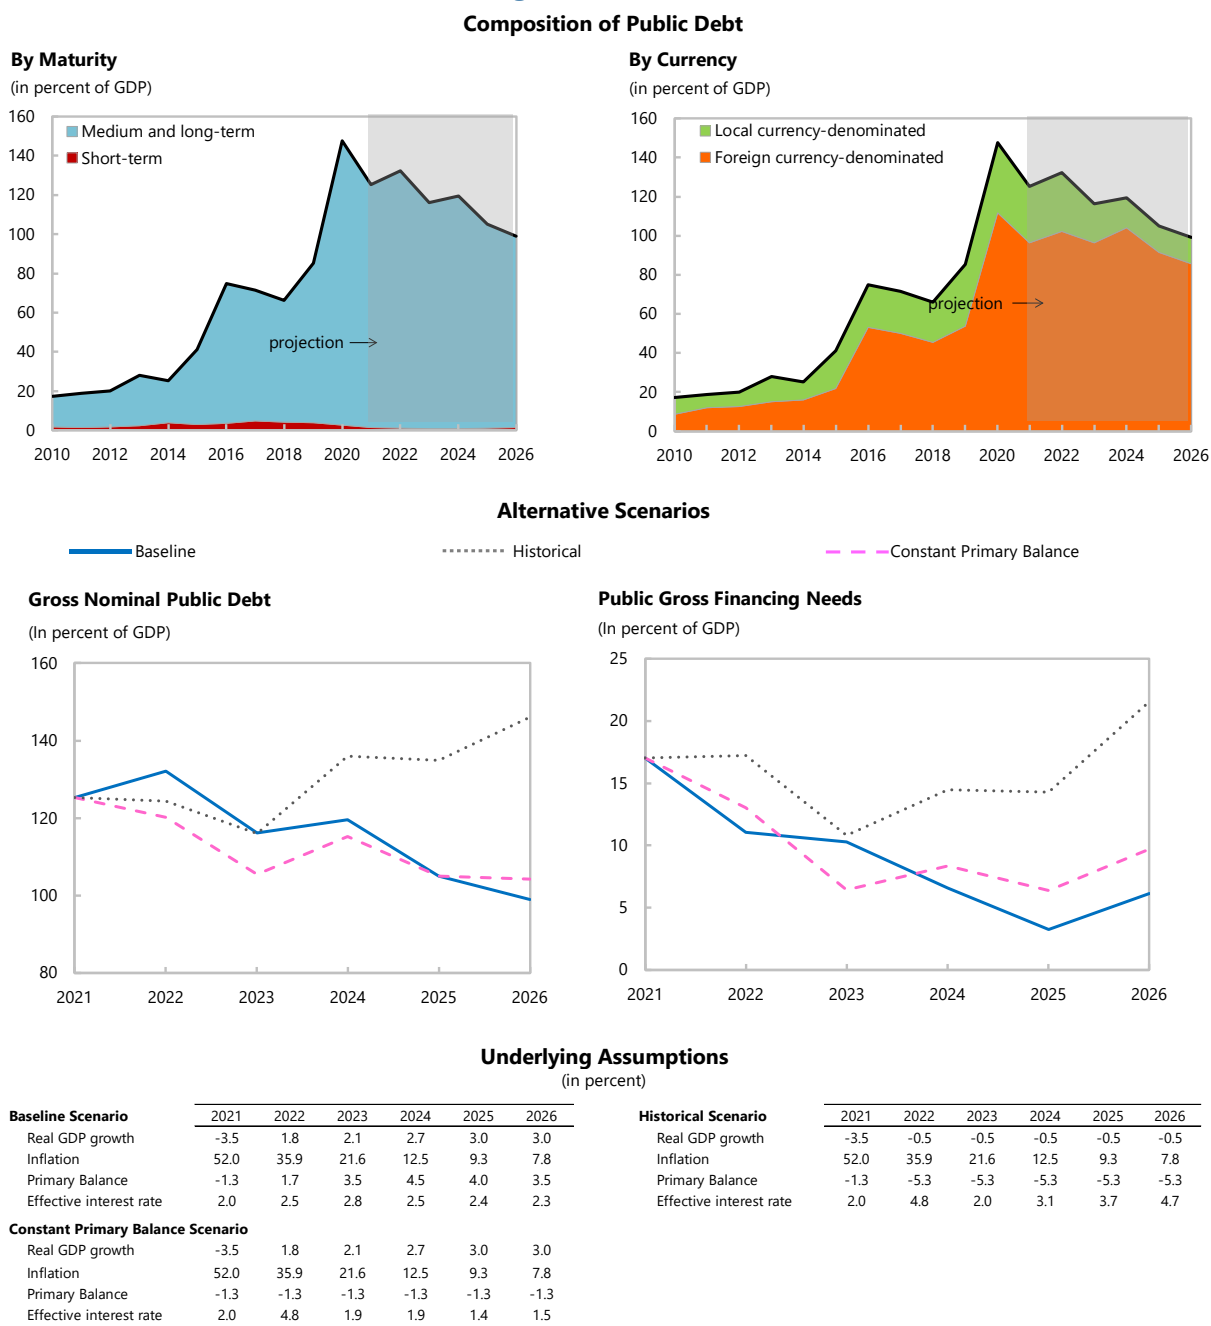 Composition of Public Debt
By Maturity
(in percent of GDP)
160
140
120
100
80
60
40
20
0
Medium and long-term
Short-term
projection
2010 2012 2014 2016 2018 2020 2022 2024 2026
By Currency
(in percent of GDP)
160
140
120
100
80
60
40
20
0
Local currency-denominated
Foreign currency-denominated
projection
2010 2012 2014 2016 2018 2020 2022 2024 2026
Alternative Scenarios
Baseline Historical Constant Primary Balance
Gross Nominal Public Debt
(In percent of GDP)
160
140
120
100
80
2021 2022 2023 2024 2025 2026
Public Gross Financing Needs
(In percent of GDP)
25
20
15
10
5
0
2021 2022 2023 2024 2025 2026
Underlying Assumptions
(in percent)
Baseline Scenario 2021 2022 2023 2024 2025 2026
Real GDP growth -3.5 1.8 2.1 2.7 3.0 3.0
Inflation 52.0 35.9 21.6 12.5 9.3 7.8
Primary Balance -1.3 1.7 3.5 4.5 4.0 3.5
Effective interest rate 2.0 2.5 2.8 2.5 2.4 2.3
Constant Primary Balance Scenario
Real GDP growth -3.5 1.8 2.1 2.7 3.0 3.0
Inflation 52.0 35.9 21.6 12.5 9.3 7.8
Primary Balance -1.3 -1.3 -1.3 -1.3 -1.3 -1.3
Effective interest rate 2.0 4.8 1.9 1.9 1.4 1.5
Historical Scenario 2021 2022 2023 2024 2025 2026
Real GDP growth -3.5 -0.5 -0.5 -0.5 -0.5 -0.5
Inflation 52.0 35.9 21.6 12.5 9.3 7.8
Primary Balance -1.3 -5.3 -5.3 -5.3 -5.3 -5.3
Effective interest rate 2.0 4.8 2.0 3.1 3.7 4.7